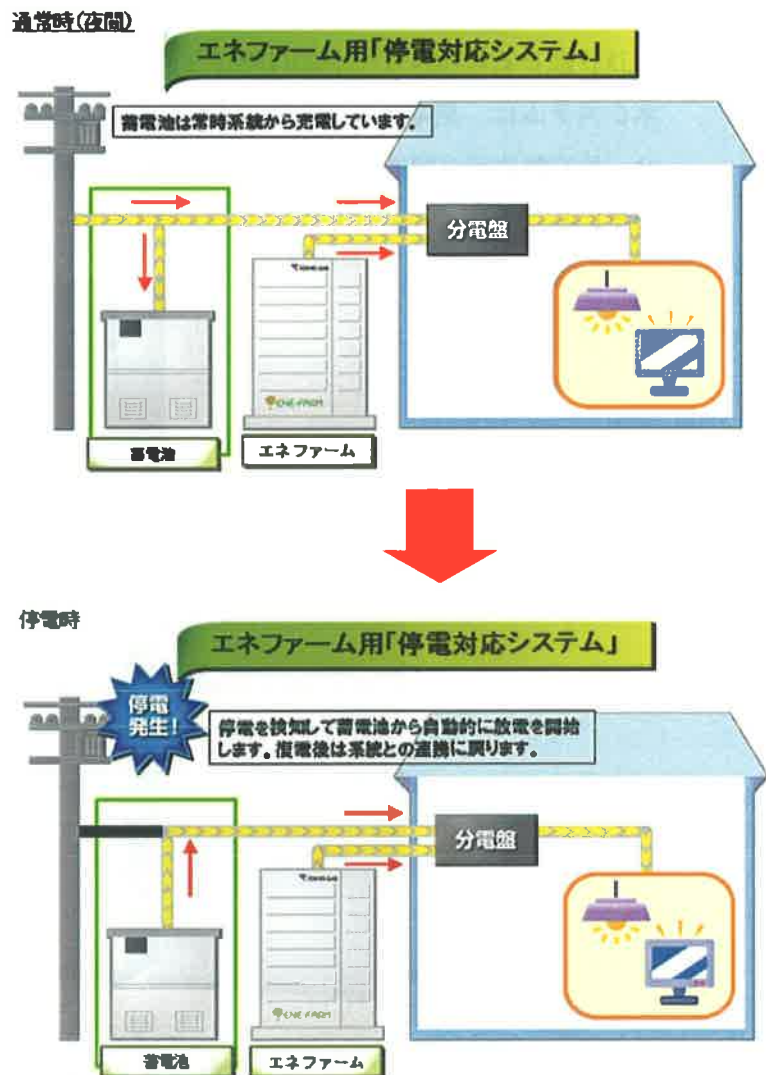 通常時(夜間)
エネファーム用「停電対応システム」
蓄電池は常時系統から充電しています。
分電盤
ENE・FARM
蓄電池
エネファーム
停電時
エネファーム用「停電対応システム」
停電
発生!
停電を検知して蓄電池から自動的に放電を開始
します。復電後は系統との連携に戻ります。
分電盤
ENE・FARM
蓄電池
エネファーム